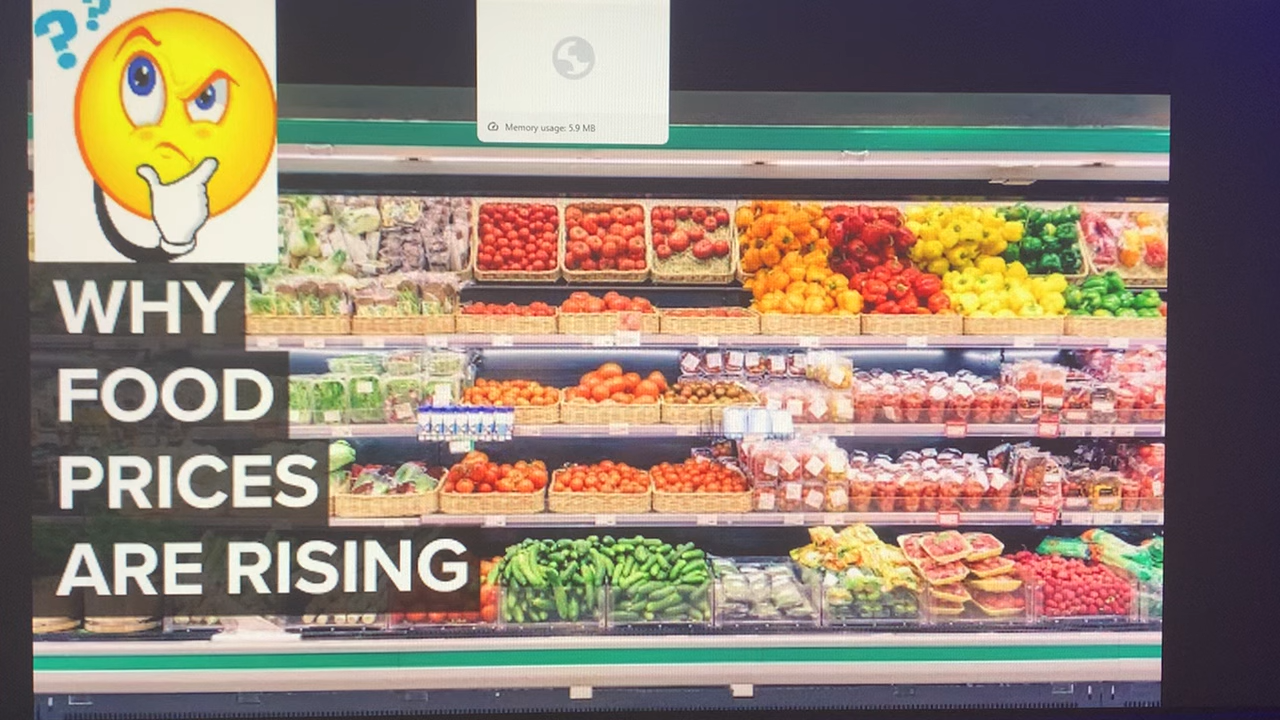 ? ?
Memory usage: 5.9 MB
WHY
FOOD
PRICES
ARE RISING